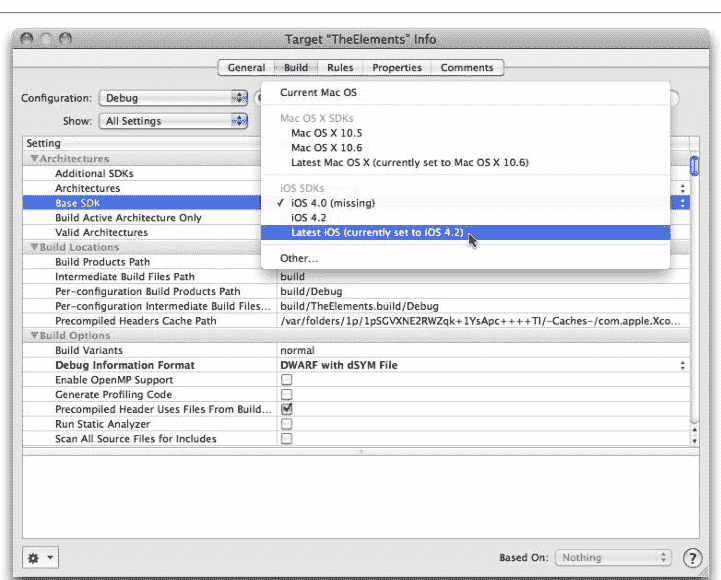 Target “TheElements” Info
General Build Rules Properties Comments
Configuration: Debug
Show: All Settings
Current Mac OS
Mac OS X SDKs
Mac OS X 10.5
Mac OS X 10.6
Latest Mac OS X (currently set to Mac OS X 10.6)
iOS SDKs
✓ iOS 4.0 (missing)
iOS 4.2
Latest iOS (currently set to iOS 4.2)
Other...
Setting
Architectures
Additional SDKs
Architectures
Base SDK
Build Active Architecture Only
Valid Architectures
Build Locations
Build Products Path
Intermediate Build Files Path build
Per-configuration Build Products Path build/Debug
Per-configuration Intermediate Build Files... build/TheElements.build/Debug
Precompiled Headers Cache Path /var/folders/1p/1pSGVXNE2RWZqk+1YsApc++++TI/-Caches-/com.apple.Xco...
Build Options
Build Variants normal
Debug Information Format DWARF with dSYM File
Enable OpenMP Support
Generate Profiling Code
Precompiled Header Uses Files From Build...
Run Static Analyzer
Scan All Source Files for Includes
Based On: Nothing ?